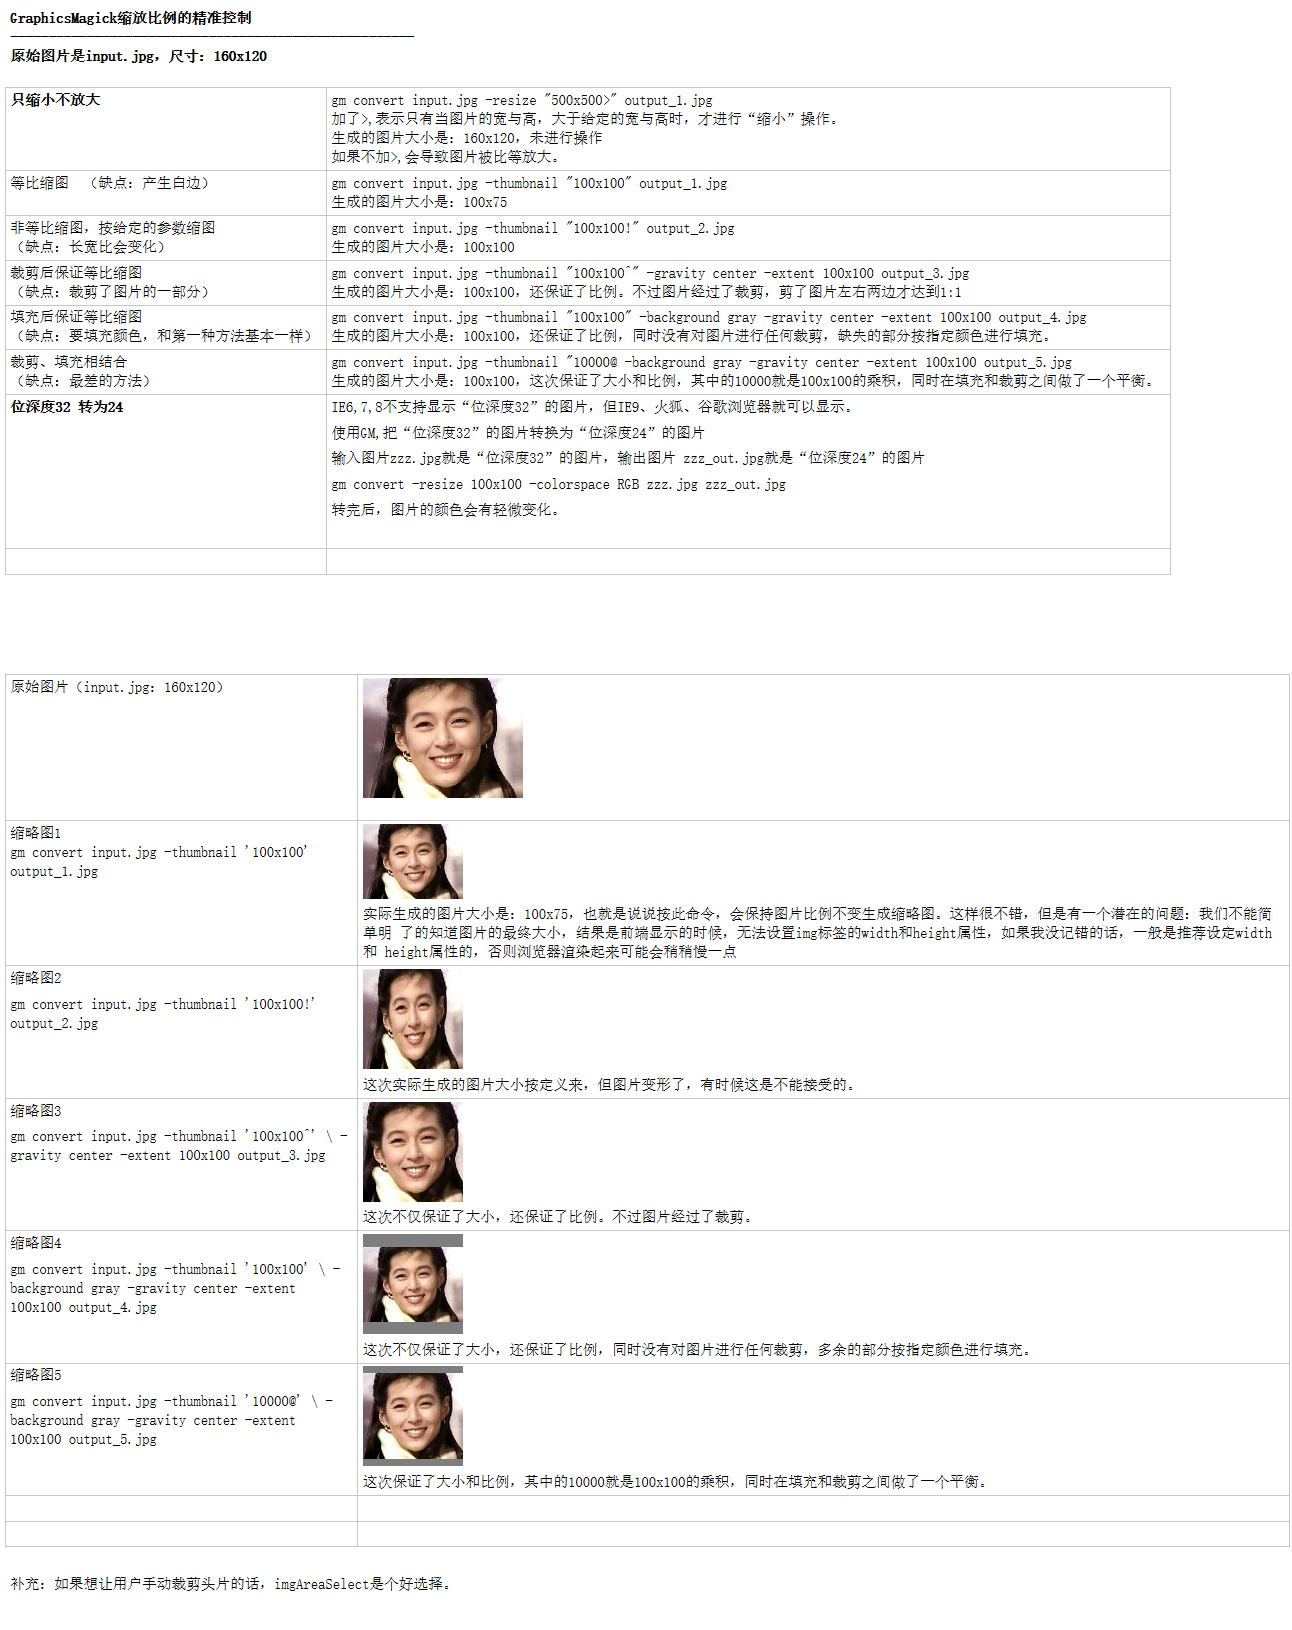 GraphicsMagick缩放比例的精准控制
------------------------------------------------------
原始图片是input.jpg，尺寸：160x120
只缩小不放大
gm convert input.jpg -resize "500x500>" output_1.jpg
加了>,表示只有当图片的宽与高，大于给定的宽与高时，才进行“缩小”操作。
生成的图片大小是：160x120，未进行操作
如果不加>,会导致图片被比等放大。
等比缩图 （缺点：产生白边）
gm convert input.jpg -thumbnail "100x100" output_1.jpg
生成的图片大小是：100x75
非等比缩图，按给定的参数缩图
（缺点：长宽比会变化）
gm convert input.jpg -thumbnail "100x100!" output_2.jpg
生成的图片大小是：100x100
裁剪后保证等比缩图
（缺点：裁剪了图片的一部分）
gm convert input.jpg -thumbnail "100x100^" -gravity center -extent 100x100 output_3.jpg
生成的图片大小是：100x100，还保证了比例。不过图片经过了裁剪，剪了图片左右两边才达到1:1
填充后保证等比缩图
（缺点：要填充颜色，和第一种方法基本一样）
gm convert input.jpg -thumbnail "100x100" -background gray -gravity center -extent 100x100 output_4.jpg
生成的图片大小是：100x100，还保证了比例，同时没有对图片进行任何裁剪，缺失的部分按指定颜色进行填充。
裁剪、填充相结合
（缺点：最差的方法）
gm convert input.jpg -thumbnail "10000@ -background gray -gravity center -extent 100x100 output_5.jpg
生成的图片大小是：100x100，这次保证了大小和比例，其中的10000就是100x100的乘积，同时在填充和裁剪之间做了一个平衡。
位深度32 转为24
IE6,7,8不支持显示“位深度32”的图片，但IE9、火狐、谷歌浏览器就可以显示。
使用GM,把“位深度32”的图片转换为“位深度24”的图片
输入图片zzz.jpg就是“位深度32”的图片，输出图片 zzz_out.jpg就是“位深度24”的图片
gm convert -resize 100x100 -colorspace RGB zzz.jpg zzz_out.jpg
转完后，图片的颜色会有轻微变化。
原始图片（input.jpg：160x120）
缩略图1
gm convert input.jpg -thumbnail '100x100'
output_1.jpg
实际生成的图片大小是：100x75，也就是说说按此命令，会保持图片比例不变生成缩略图。这样很不错，但是有一个潜在的问题：我们不能简
单明 了的知道图片的最终大小，结果是前端显示的时候，无法设置img标签的width和height属性，如果我没记错的话，一般是推荐设定width
和 height属性的，否则浏览器渲染起来可能会稍稍慢一点
缩略图2
gm convert input.jpg -thumbnail '100x100!'
output_2.jpg
这次实际生成的图片大小按定义来，但图片变形了，有时候这是不能接受的。
缩略图3
gm convert input.jpg -thumbnail '100x100^' \ -
gravity center -extent 100x100 output_3.jpg
这次不仅保证了大小，还保证了比例。不过图片经过了裁剪。
缩略图4
gm convert input.jpg -thumbnail '100x100' \ -
background gray -gravity center -extent
100x100 output_4.jpg
这次不仅保证了大小，还保证了比例，同时没有对图片进行任何裁剪，多余的部分按指定颜色进行填充。
缩略图5
gm convert input.jpg -thumbnail '10000@' \ -
background gray -gravity center -extent
100x100 output_5.jpg
这次保证了大小和比例，其中的10000就是100x100的乘积，同时在填充和裁剪之间做了一个平衡。
补充：如果想让用户手动裁剪头片的话，imgAreaSelect是个好选择。